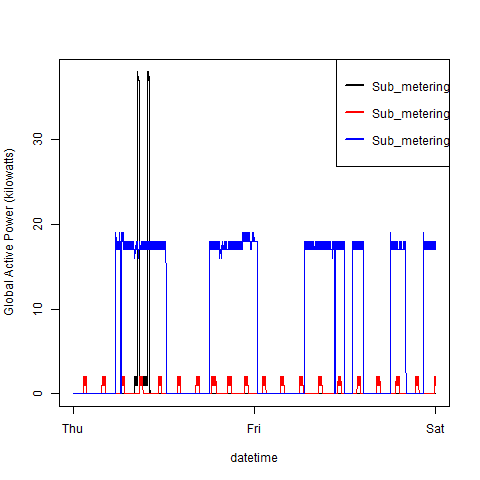 Global Active Power (kilowatts)
30
20
10
0
Sub_metering
Sub_metering
Sub_metering
Thu
Fri
Sat
datetime